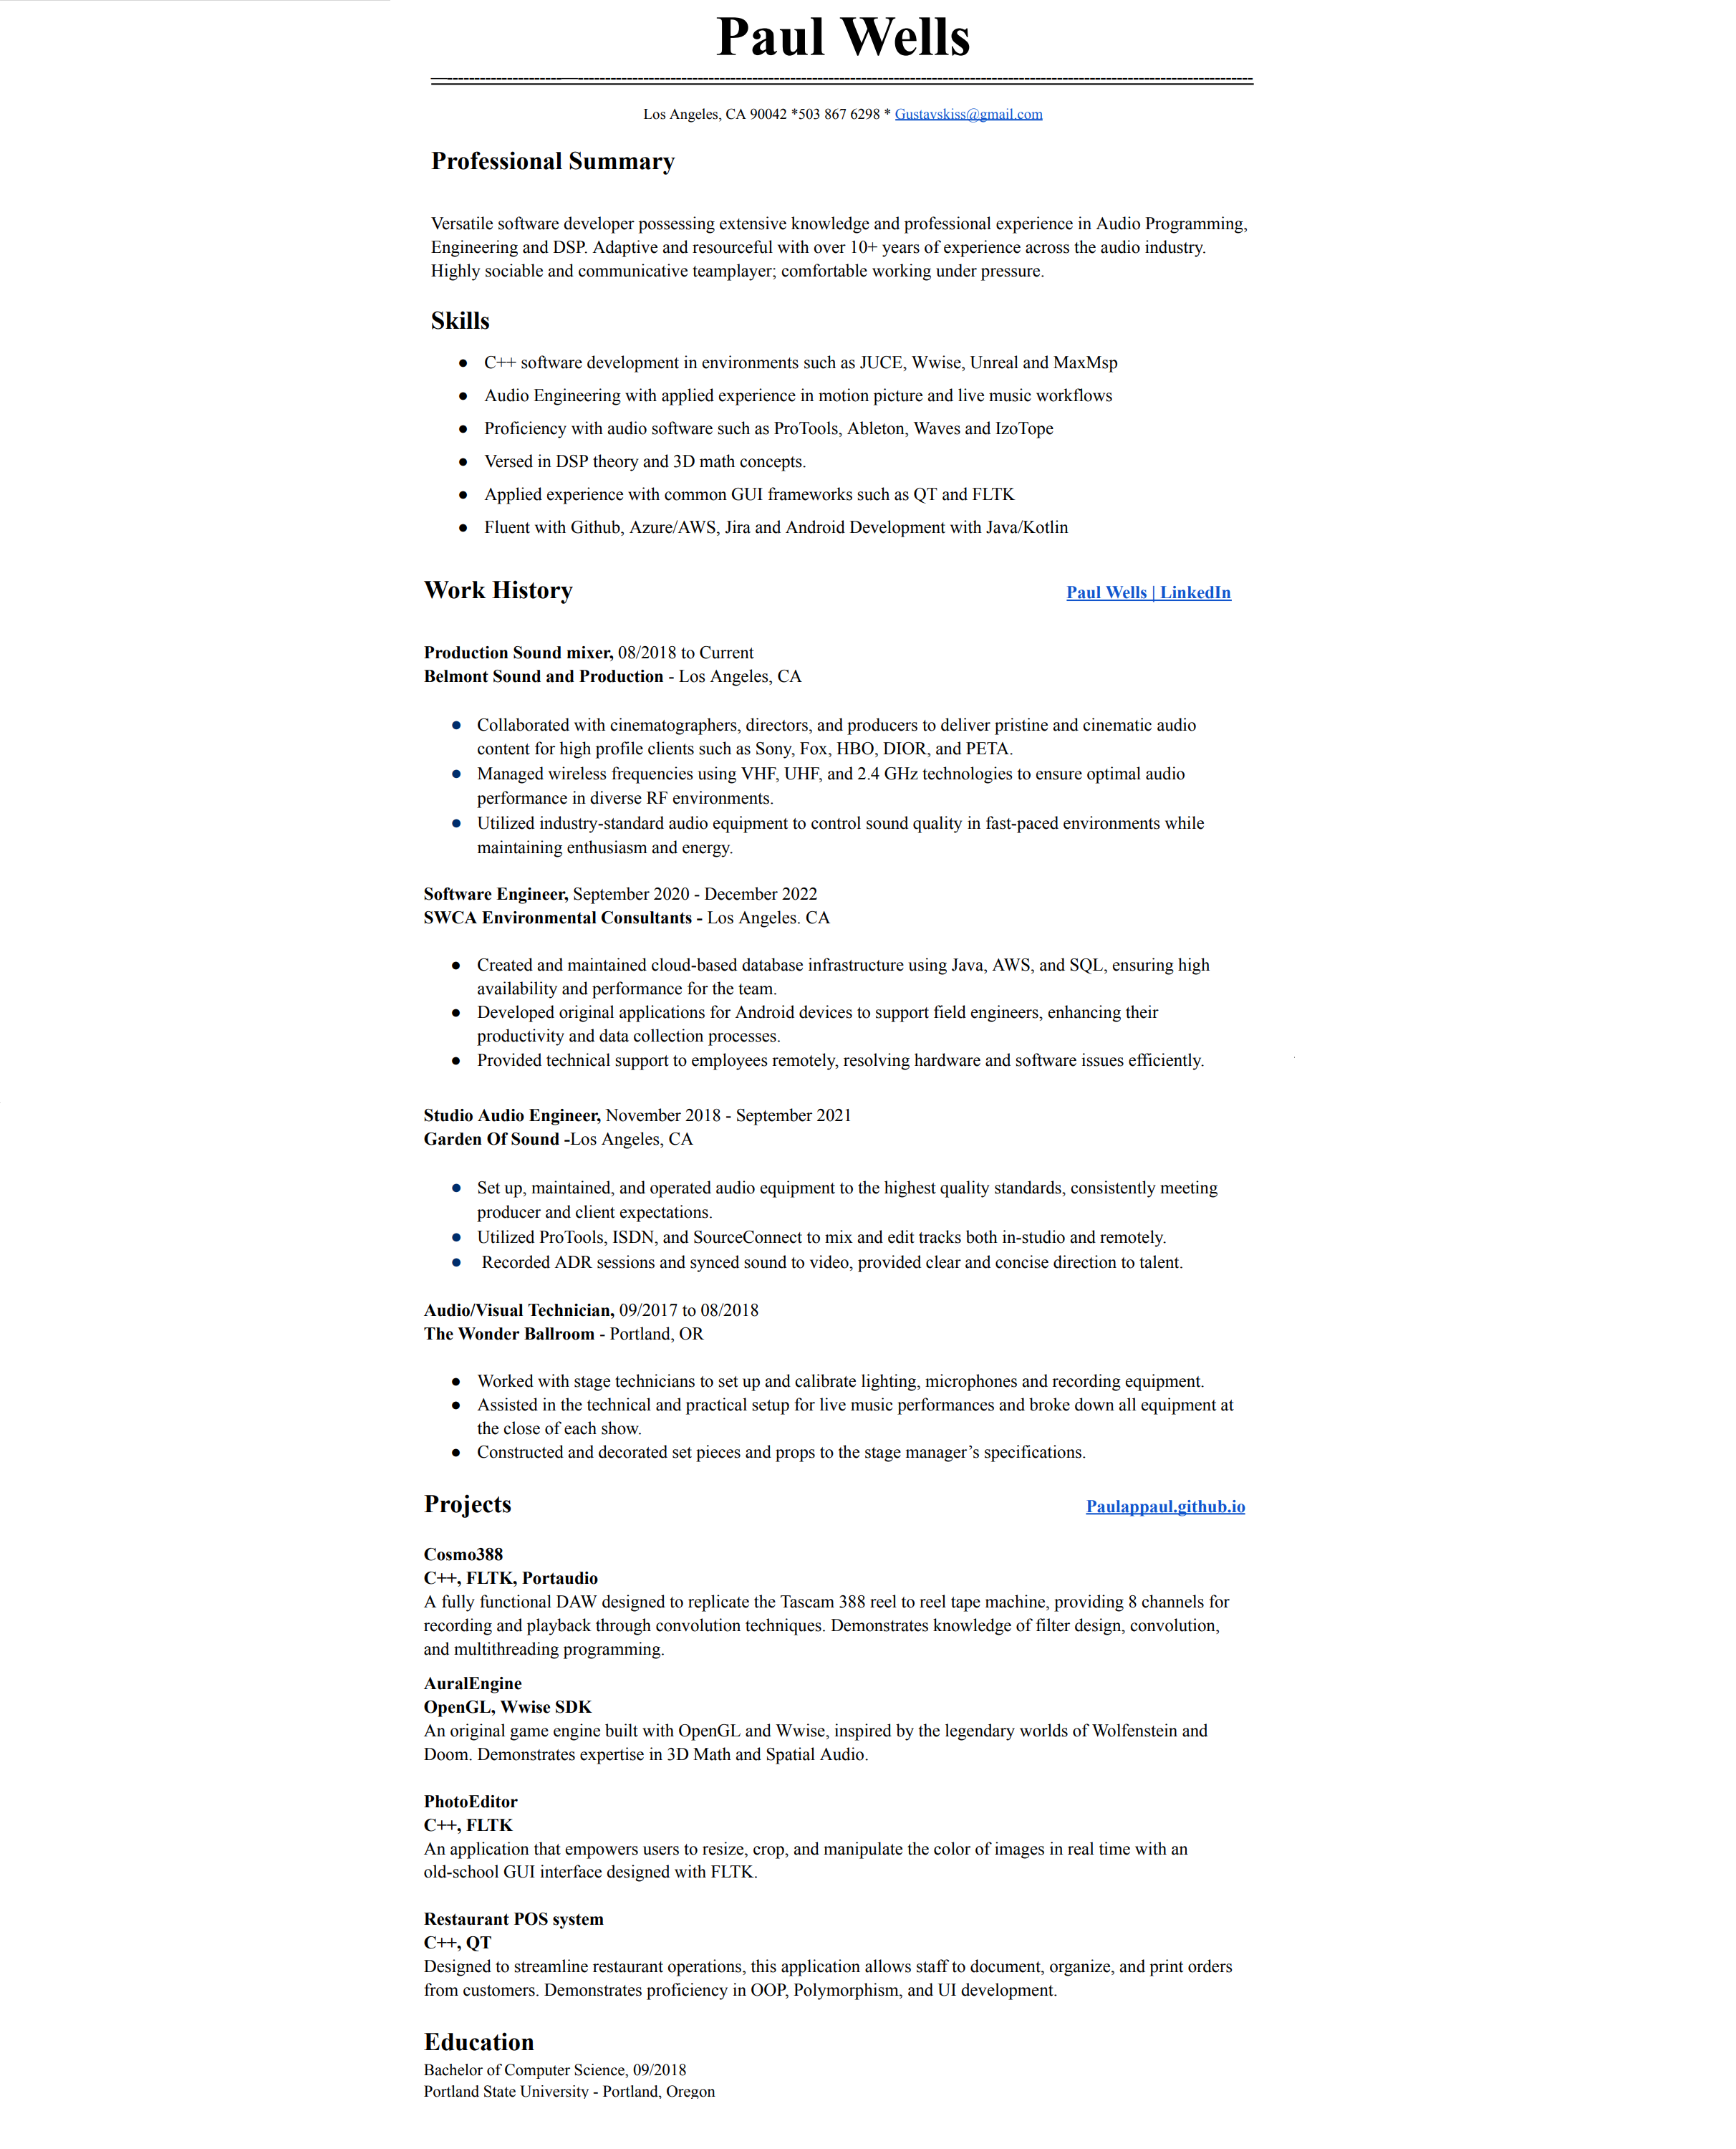 Paul Wells
Los Angeles, CA 90042 *503 867 6298 * Gustavskiss@gmail.com
Professional Summary
Versatile software developer possessing extensive knowledge and professional experience in Audio Programming,
Engineering and DSP. Adaptive and resourceful with over 10+ years of experience across the audio industry.
Highly sociable and communicative teamplayer; comfortable working under pressure.
Skills
● C++ software development in environments such as JUCE, Wwise, Unreal and MaxMsp
● Audio Engineering with applied experience in motion picture and live music workflows
● Proficiency with audio software such as ProTools, Ableton, Waves and IzoTope
● Versed in DSP theory and 3D math concepts.
● Applied experience with common GUI frameworks such as QT and FLTK
● Fluent with Github, Azure/AWS, Jira and Android Development with Java/Kotlin
Work History Paul Wells | LinkedIn
Production Sound mixer, 08/2018 to Current
Belmont Sound and Production - Los Angeles, CA
● Collaborated with cinematographers, directors, and producers to deliver pristine and cinematic audio
content for high profile clients such as Sony, Fox, HBO, DIOR, and PETA.
● Managed wireless frequencies using VHF, UHF, and 2.4 GHz technologies to ensure optimal audio
performance in diverse RF environments.
● Utilized industry-standard audio equipment to control sound quality in fast-paced environments while
maintaining enthusiasm and energy.
Software Engineer, September 2020 - December 2022
SWCA Environmental Consultants - Los Angeles. CA
● Created and maintained cloud-based database infrastructure using Java, AWS, and SQL, ensuring high
availability and performance for the team.
● Developed original applications for Android devices to support field engineers, enhancing their
productivity and data collection processes.
● Provided technical support to employees remotely, resolving hardware and software issues efficiently.
Studio Audio Engineer, November 2018 - September 2021
Garden Of Sound -Los Angeles, CA
● Set up, maintained, and operated audio equipment to the highest quality standards, consistently meeting
producer and client expectations.
● Utilized ProTools, ISDN, and SourceConnect to mix and edit tracks both in-studio and remotely.
● Recorded ADR sessions and synced sound to video, provided clear and concise direction to talent.
Audio/Visual Technician, 09/2017 to 08/2018
The Wonder Ballroom - Portland, OR
● Worked with stage technicians to set up and calibrate lighting, microphones and recording equipment.
● Assisted in the technical and practical setup for live music performances and broke down all equipment at
the close of each show.
● Constructed and decorated set pieces and props to the stage manager’s specifications.
Projects Paulappaul.github.io
Cosmo388
C++, FLTK, Portaudio
A fully functional DAW designed to replicate the Tascam 388 reel to reel tape machine, providing 8 channels for
recording and playback through convolution techniques. Demonstrates knowledge of filter design, convolution,
and multithreading programming.
AuralEngine
OpenGL, Wwise SDK
An original game engine built with OpenGL and Wwise, inspired by the legendary worlds of Wolfenstein and
Doom. Demonstrates expertise in 3D Math and Spatial Audio.
PhotoEditor
C++, FLTK
An application that empowers users to resize, crop, and manipulate the color of images in real time with an
old-school GUI interface designed with FLTK.
Restaurant POS system
C++, QT
Designed to streamline restaurant operations, this application allows staff to document, organize, and print orders
from customers. Demonstrates proficiency in OOP, Polymorphism, and UI development.
Education
Bachelor of Computer Science, 09/2018
Portland State University - Portland, Oregon